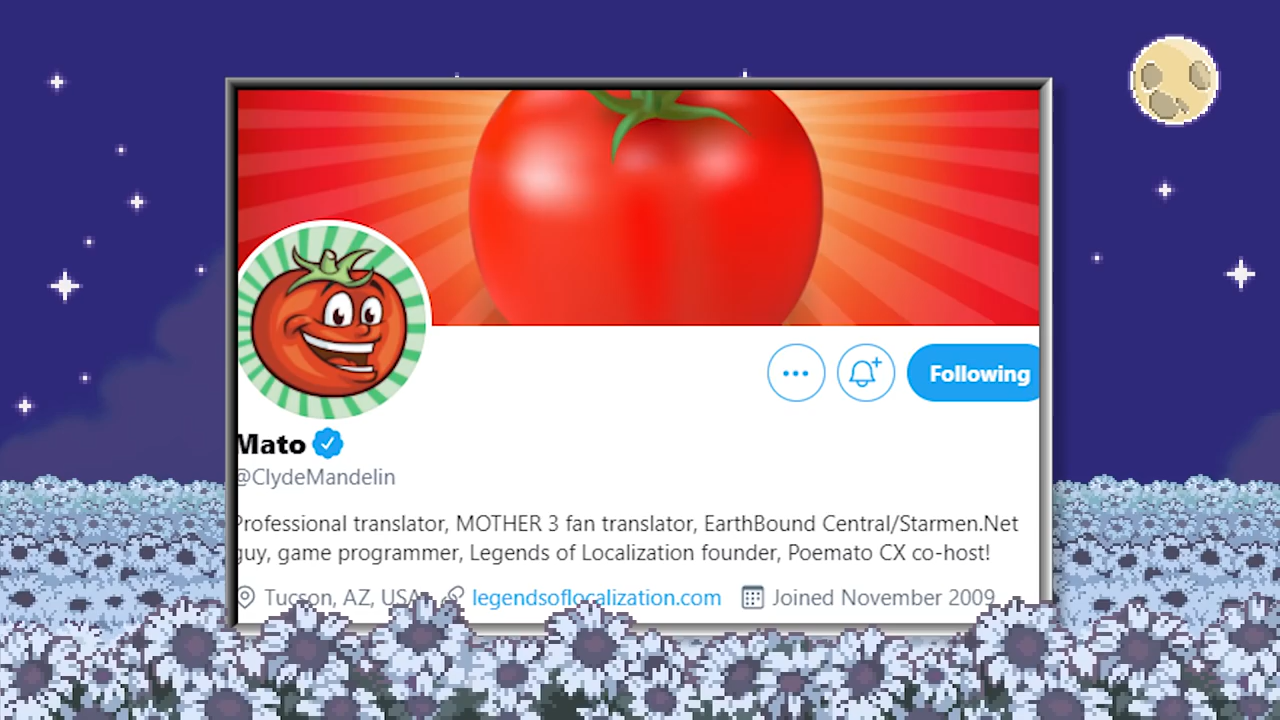 Following
Mato
@ClydeMandelin
Professional translator, MOTHER 3 fan translator, EarthBound Central/Starmen.Net
guy, game programmer, Legends of Localization founder, Poemato CX co-host!
Tucson, AZ, USA legendsoflocalization.com Joined November 2009